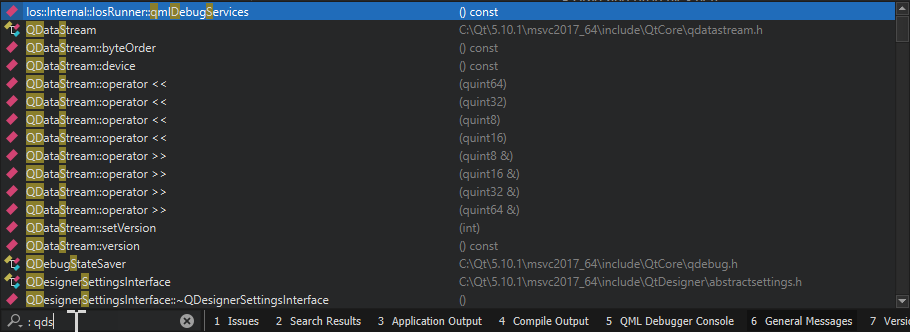 Ios::Internal::IosRunner::qmlDebugServices () const
QDataStream C:\Qt\5.10.1\msvc2017_64\include\QtCore\qdatastream.h
QDataStream::byteOrder () const
QDataStream::device () const
QDataStream::operator << (quint64)
QDataStream::operator << (quint32)
QDataStream::operator << (quint8)
QDataStream::operator << (quint16)
QDataStream::operator >> (quint8 &)
QDataStream::operator >> (quint16 &)
QDataStream::operator >> (quint32 &)
QDataStream::operator >> (quint64 &)
QDataStream::setVersion (int)
QDataStream::version () const
QDebugStateSaver C:\Qt\5.10.1\msvc2017_64\include\QtCore\qdebug.h
QDesignerSettingsInterface C:\Qt\5.10.1\msvc2017_64\include\QtDesigner\abstractsettings.h
QDesignerSettingsInterface::~QDesignerSettingsInterface ()
: qds 1 Issues 2 Search Results 3 Application Output 4 Compile Output 5 QML Debugger Console 6 General Messages 7 Versi